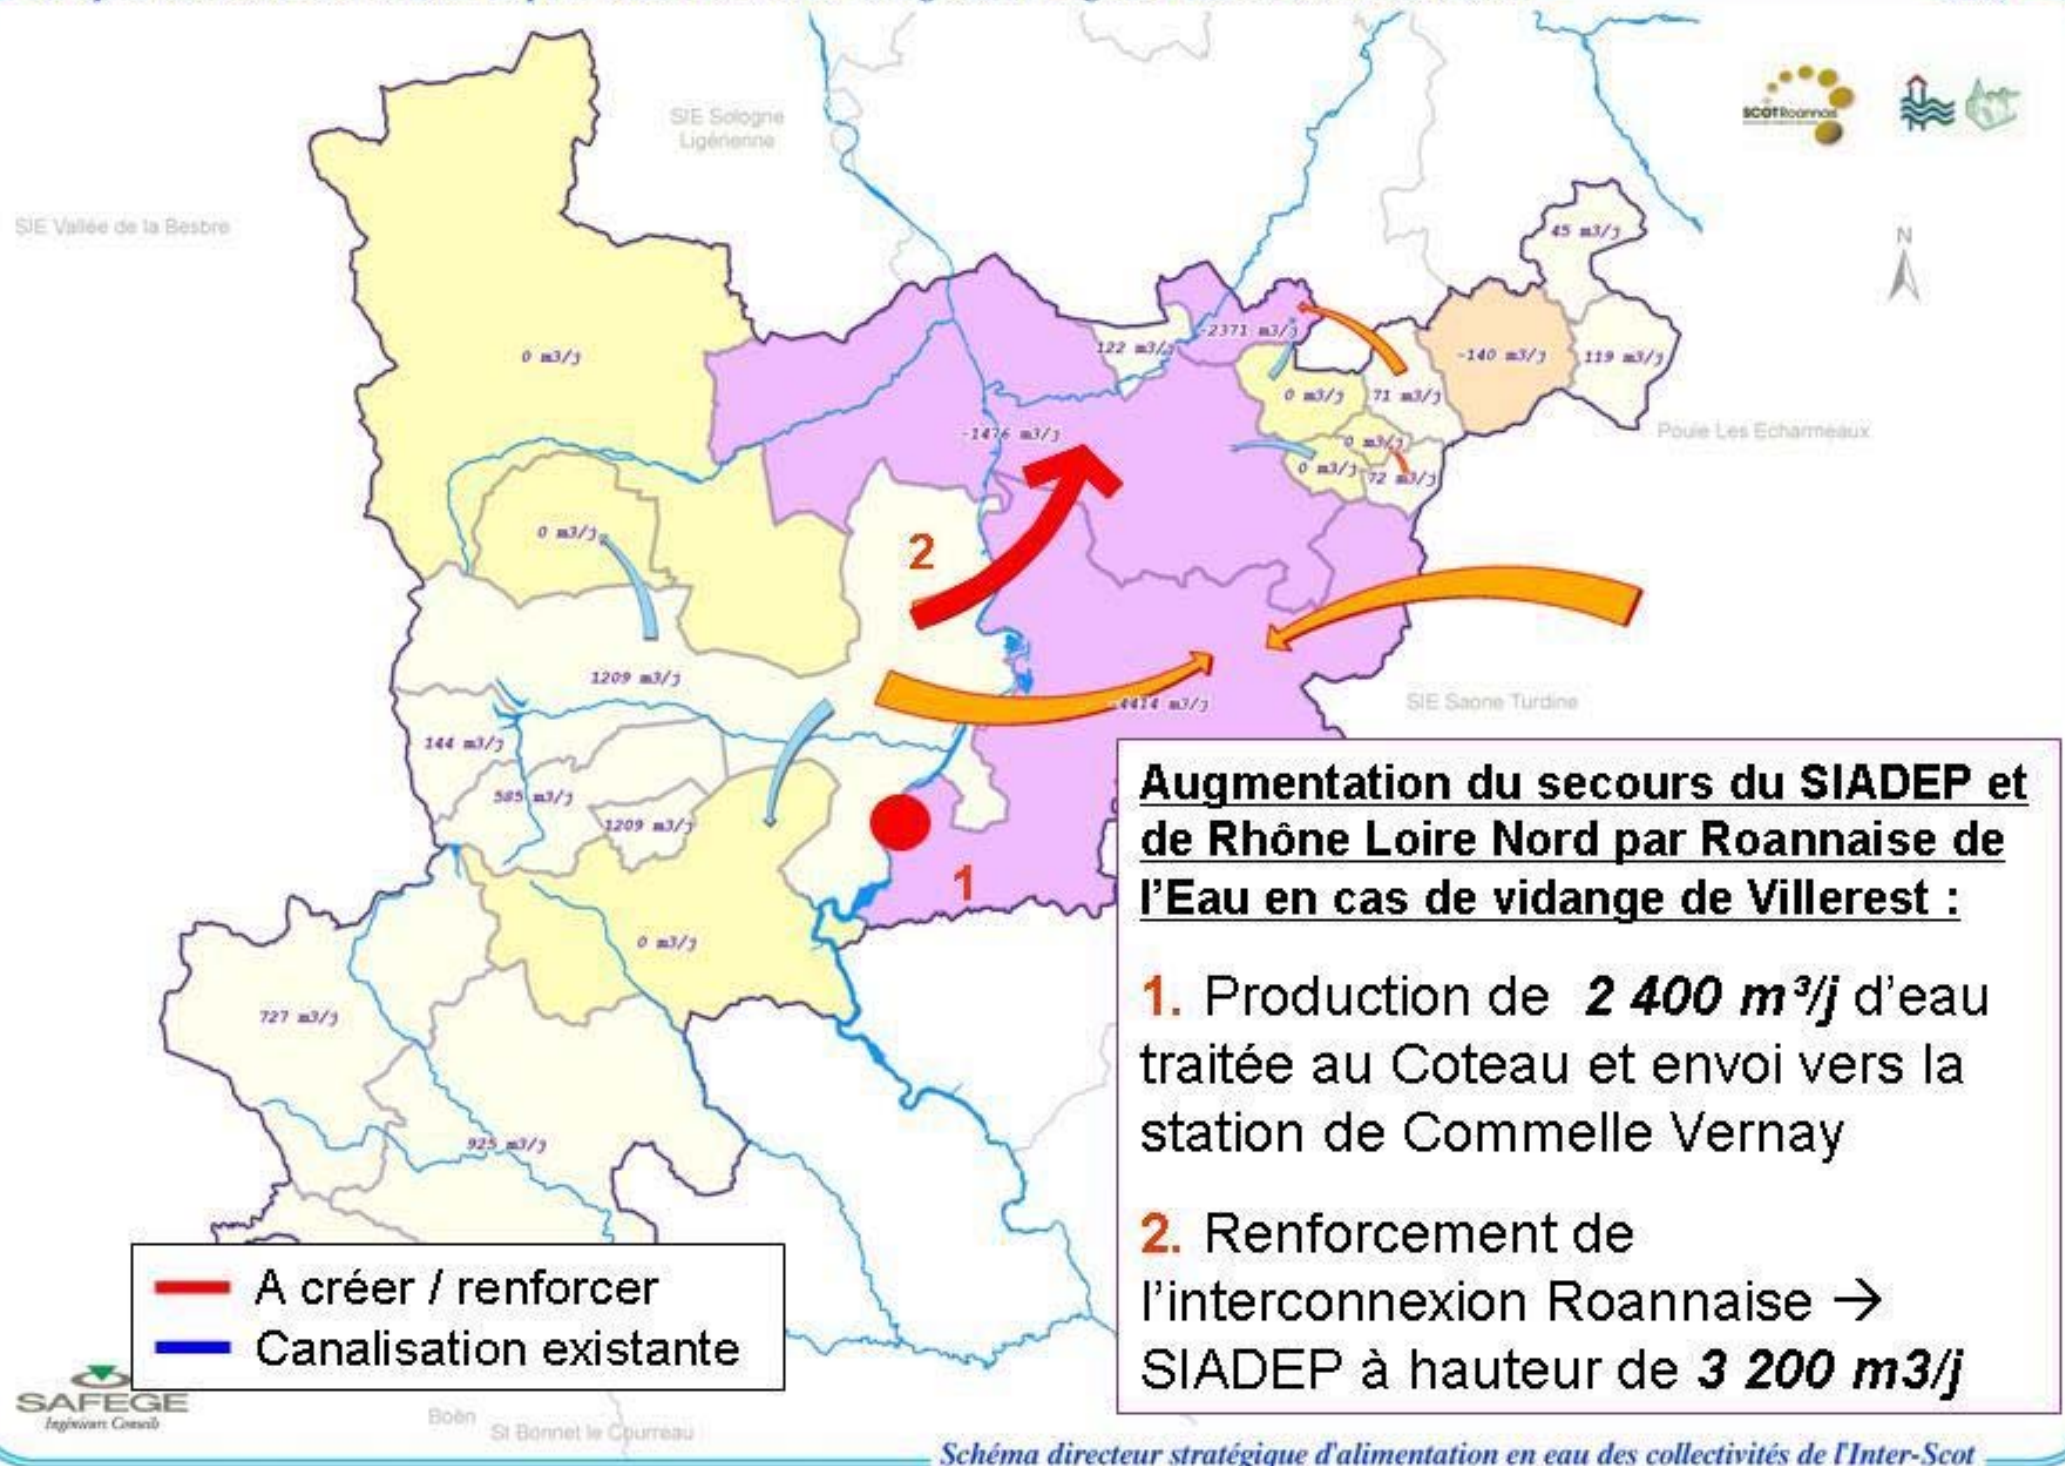 SIE Sologne
Ligérienne
SCOT Roannais
SIE Vallée de la Besbre
N
45 m3/j
0 m3/j
122 m3/j
-2371 m3/j
-140 m3/j
119 m3/j
0 m3/j
71 m3/j
-1476 m3/j
0 m3/j
Poule Les Echarmeaux
0 m3/j
72 m3/j
0 m3/j
2
1209 m3/j
-4414 m3/j
SIE Saone Turdine
144 m3/j
585 m3/j
1209 m3/j
1
0 m3/j
727 m3/j
925 m3/j
Augmentation du secours du SIADEP et
de Rhône Loire Nord par Roannaise de
l'Eau en cas de vidange de Villerest :
1. Production de 2 400 m³/j d'eau
traitée au Coteau et envoi vers la
station de Commelle Vernay
2. Renforcement de
l'interconnexion Roannaise →
SIADEP à hauteur de 3 200 m3/j
A créer / renforcer
Canalisation existante
SAFEGE
Ingénieurs Conseils
Boën
St Bonnet le Courreau
Schéma directeur stratégique d'alimentation en eau des collectivités de l'Inter-Scot